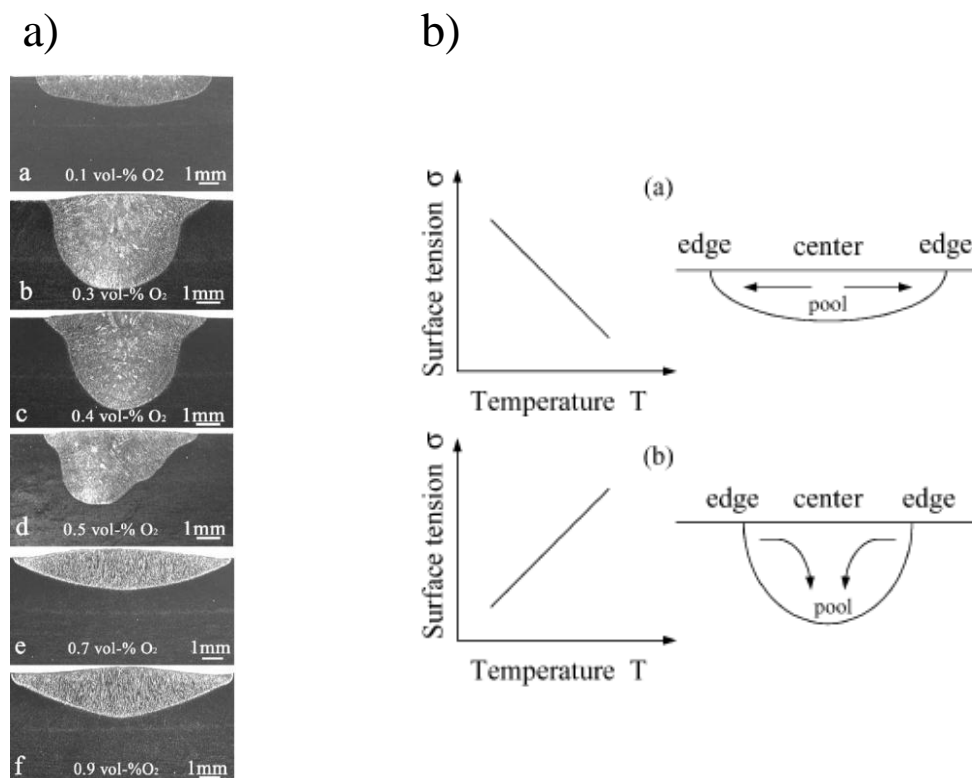 a)
b)
a 0.1 vol-% O2 1mm
b 0.3 vol-% O₂ 1mm
c 0.4 vol-% O₂ 1mm
d 0.5 vol-% O₂ 1mm
e 0.7 vol-% O₂ 1mm
f 0.9 vol-%O₂ 1mm
Surface tension σ
Temperature T
(a)
edge center edge
pool
Surface tension σ
Temperature T
(b)
edge center edge
pool